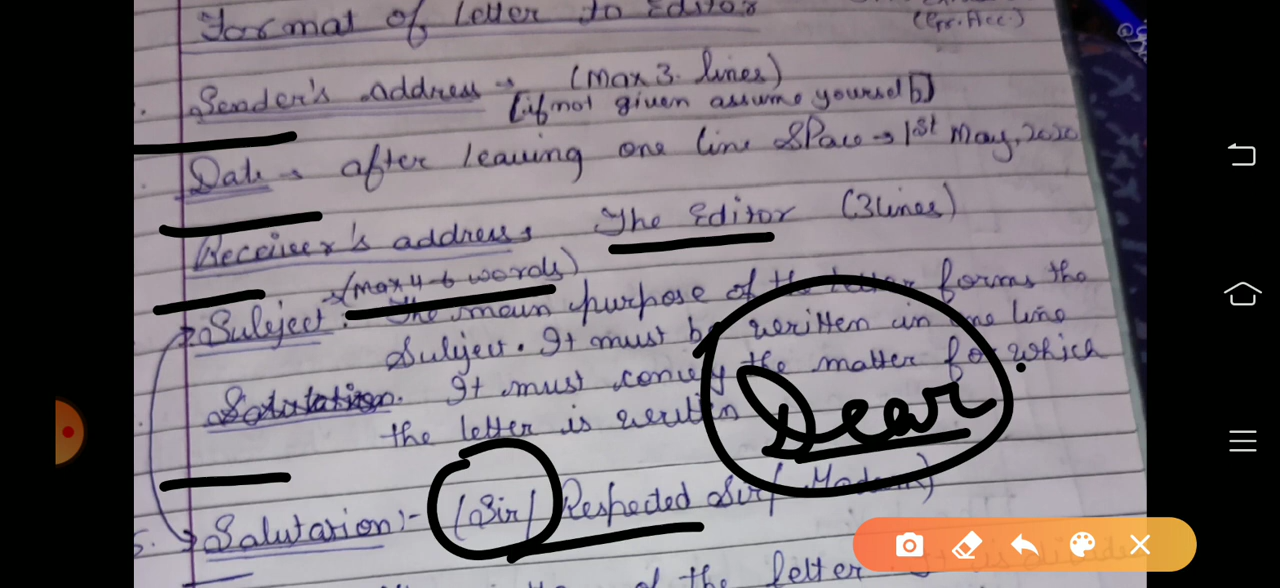 Format of Letter to Editor
Sender's address → (Max 3. lines)
[if not given assume yourself]
Date → after leaving one line space → 1st May, 2020
Receiver's address → The Editor (3 lines)
(Max 4-6 words)
Subject: The main purpose of the letter forms the
Subject. It must be written in one line
Salutation. It must convey the matter for which
the letter is written
Dear
5. Salutation :- (Sir/ Respected Sir/ Madam)
of the letter.